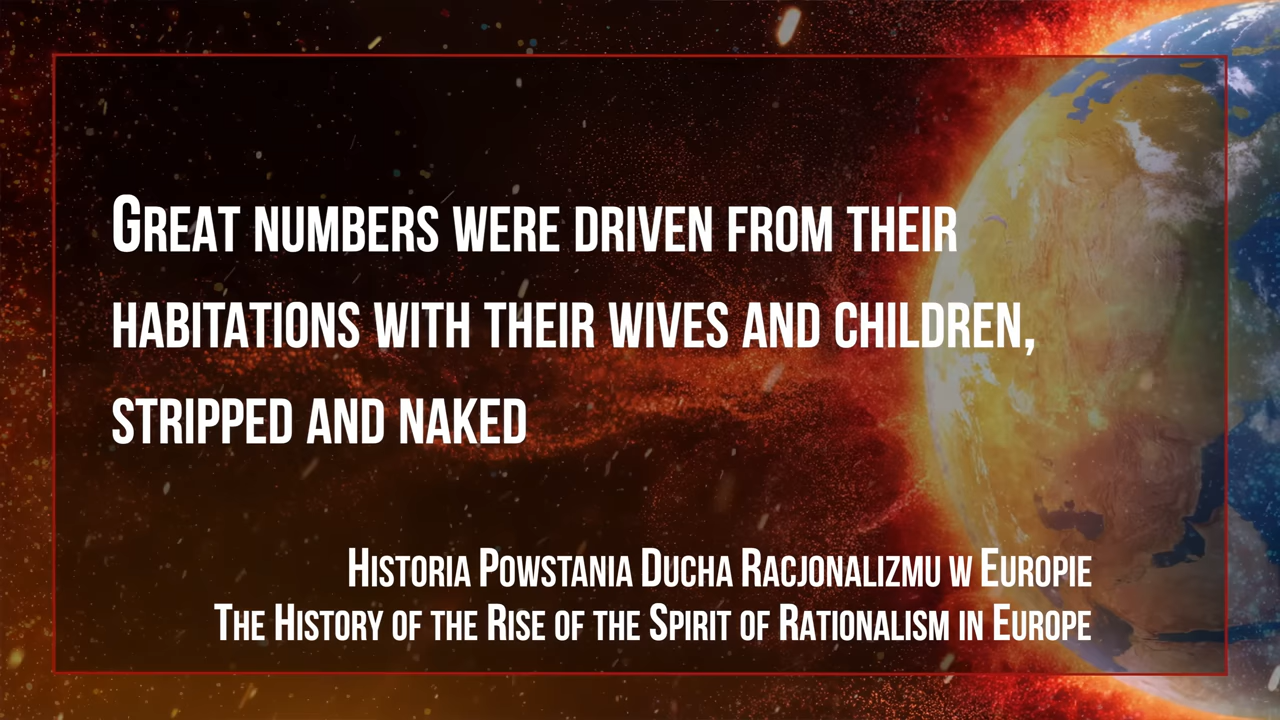 Great numbers were driven from their
habitations with their wives and children,
stripped and naked
Historia Powstania Ducha Racjonalizmu w Europie
The History of the Rise of the Spirit of Rationalism in Europe